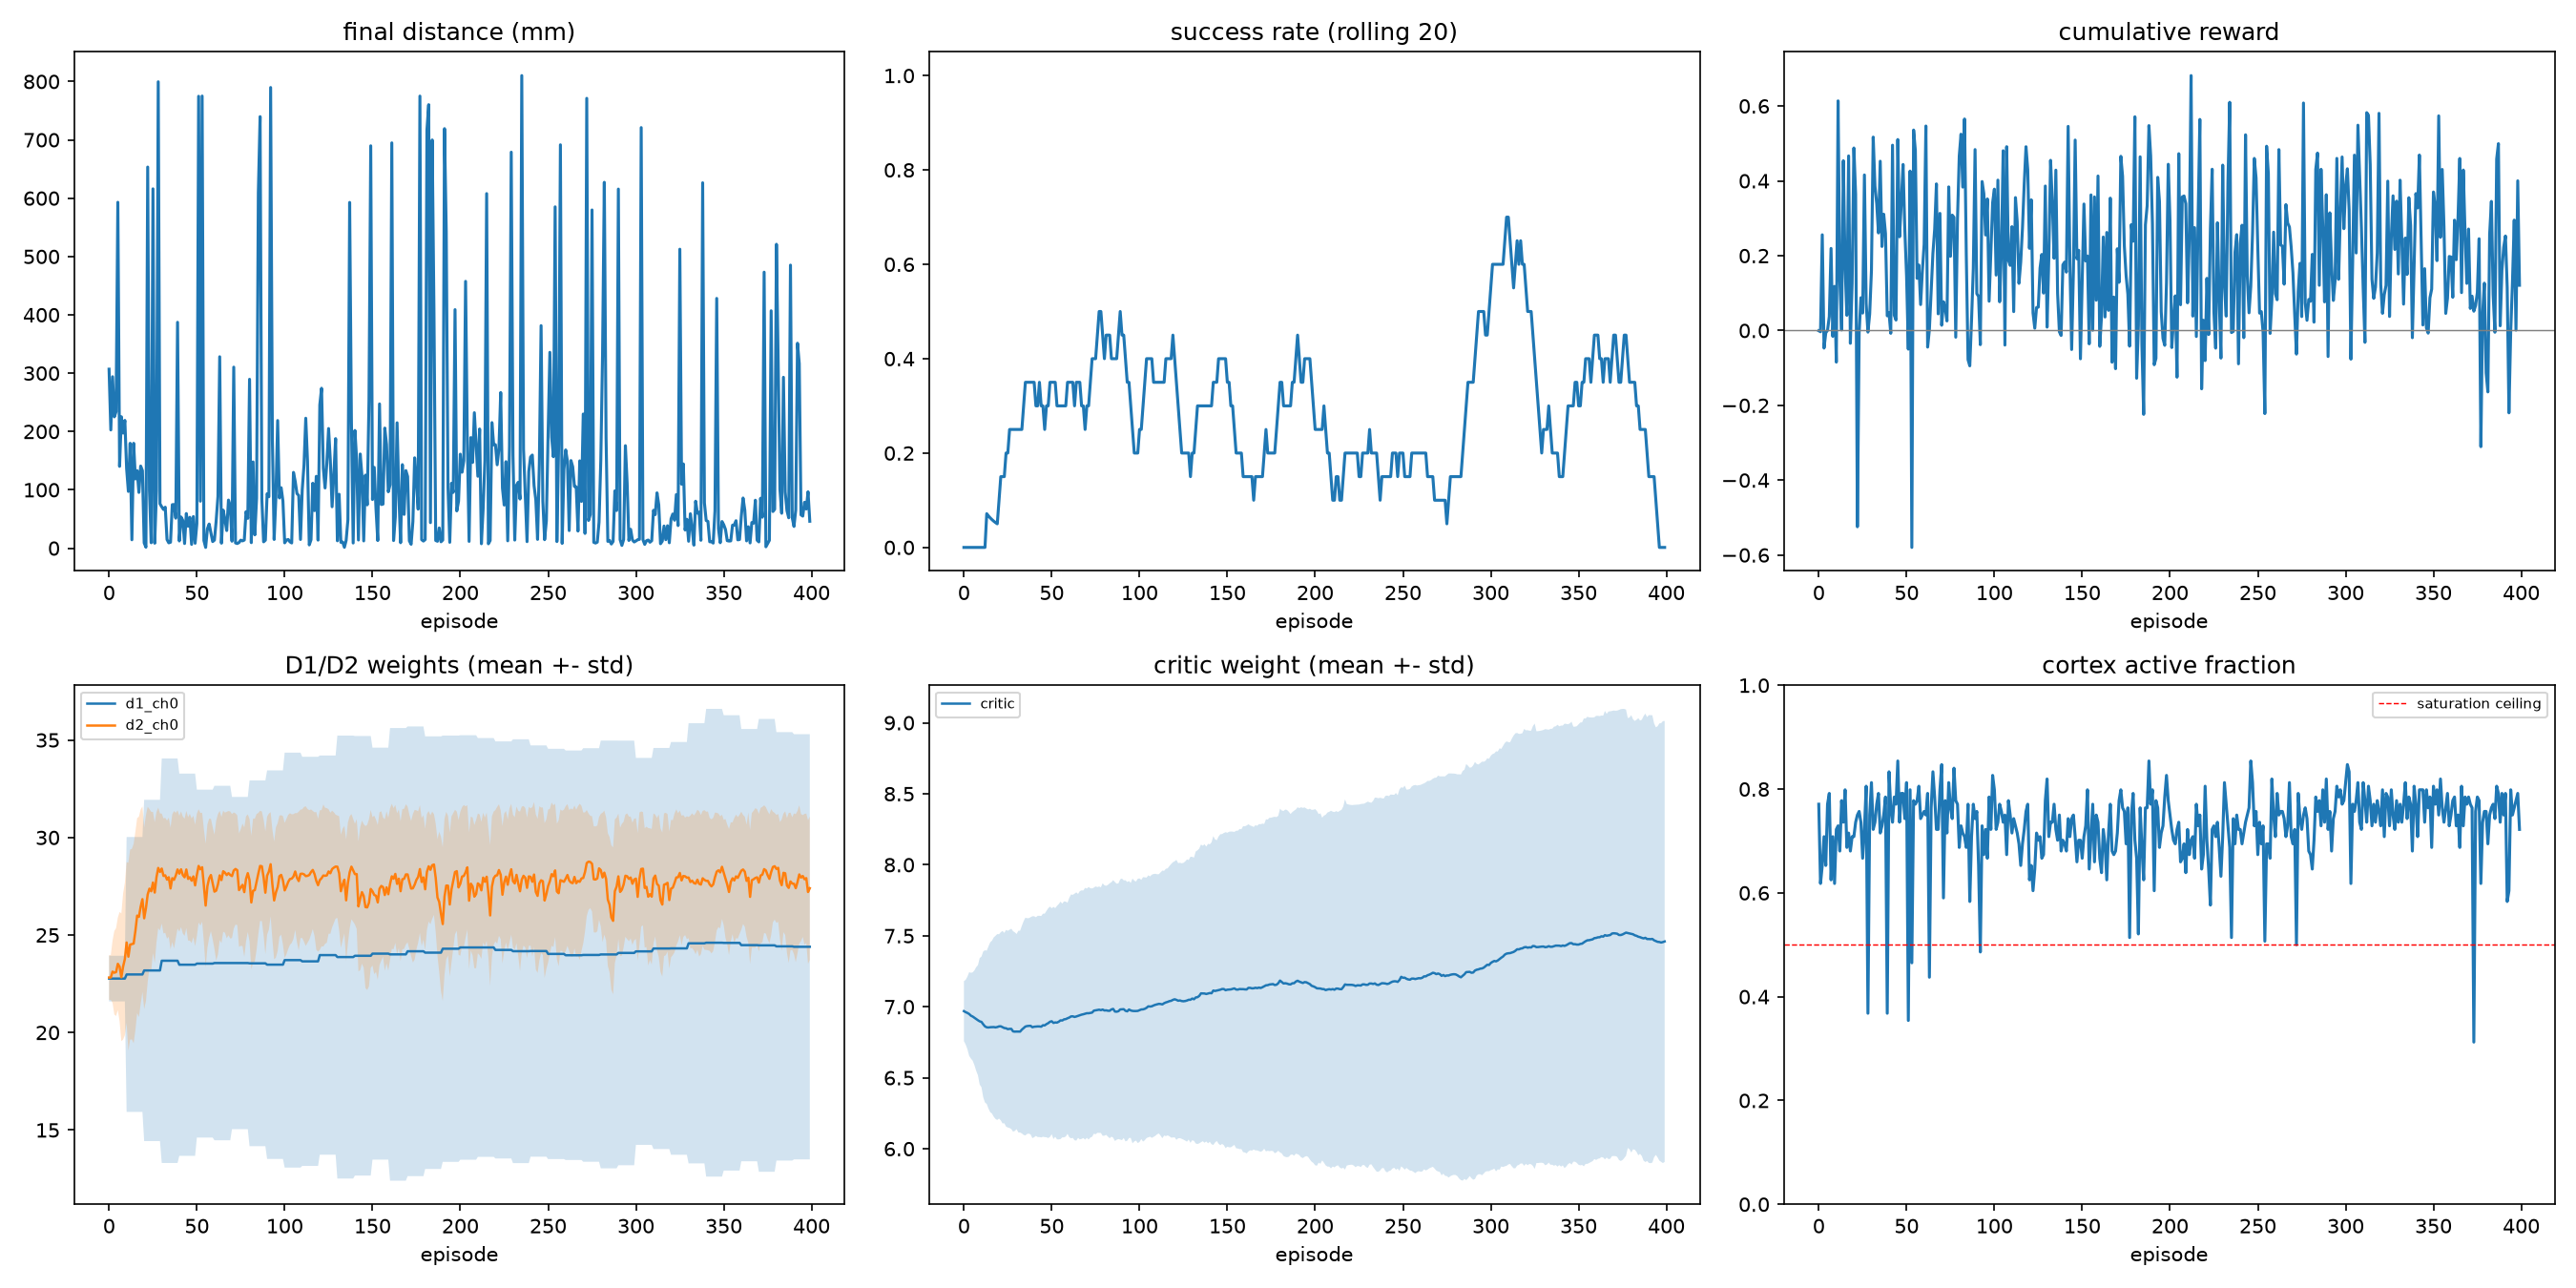 final distance (mm)
800
700
600
500
400
300
200
100
0
0 50 100 150 200 250 300 350 400
episode
success rate (rolling 20)
1.0
0.8
0.6
0.4
0.2
0.0
0 50 100 150 200 250 300 350 400
episode
cumulative reward
0.6
0.4
0.2
0.0
−0.2
−0.4
−0.6
0 50 100 150 200 250 300 350 400
episode
D1/D2 weights (mean +- std)
d1_ch0
d2_ch0
35
30
25
20
15
0 50 100 150 200 250 300 350 400
episode
critic weight (mean +- std)
critic
9.0
8.5
8.0
7.5
7.0
6.5
6.0
0 50 100 150 200 250 300 350 400
episode
cortex active fraction
saturation ceiling
1.0
0.8
0.6
0.4
0.2
0.0
0 50 100 150 200 250 300 350 400
episode